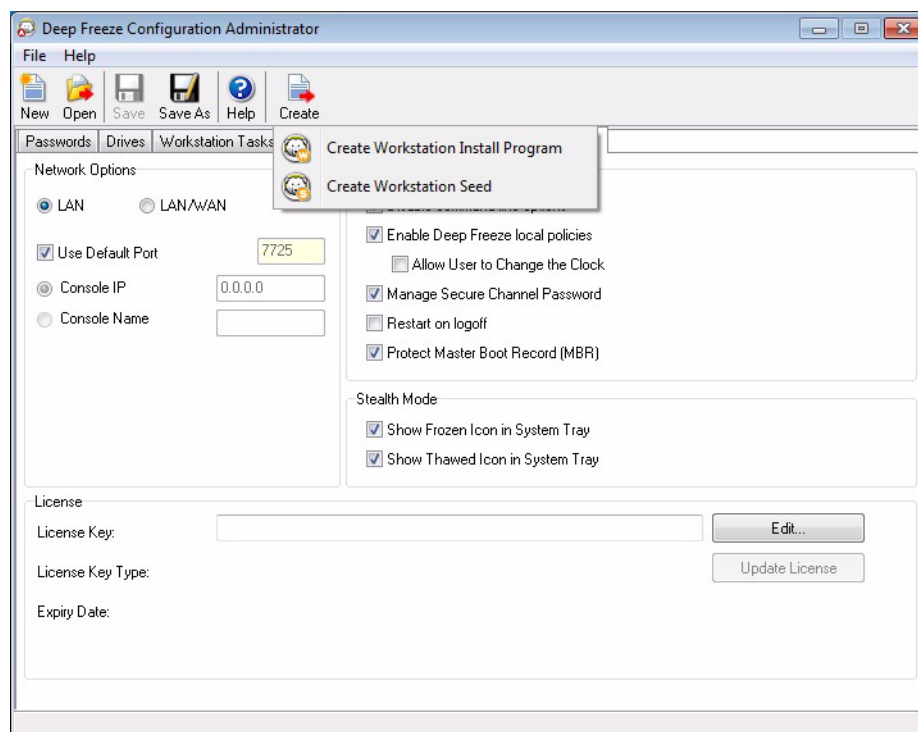 Deep Freeze Configuration Administrator
File Help
New Open Save Save As Help Create
Passwords Drives Workstation Tasks
Create Workstation Install Program
Create Workstation Seed
Network Options
LAN LAN/WAN
Use Default Port 7725
Console IP 0.0.0.0
Console Name
Enable Deep Freeze local policies
Allow User to Change the Clock
Manage Secure Channel Password
Restart on logoff
Protect Master Boot Record (MBR)
Stealth Mode
Show Frozen Icon in System Tray
Show Thawed Icon in System Tray
License
License Key: Edit...
License Key Type: Update License
Expiry Date: